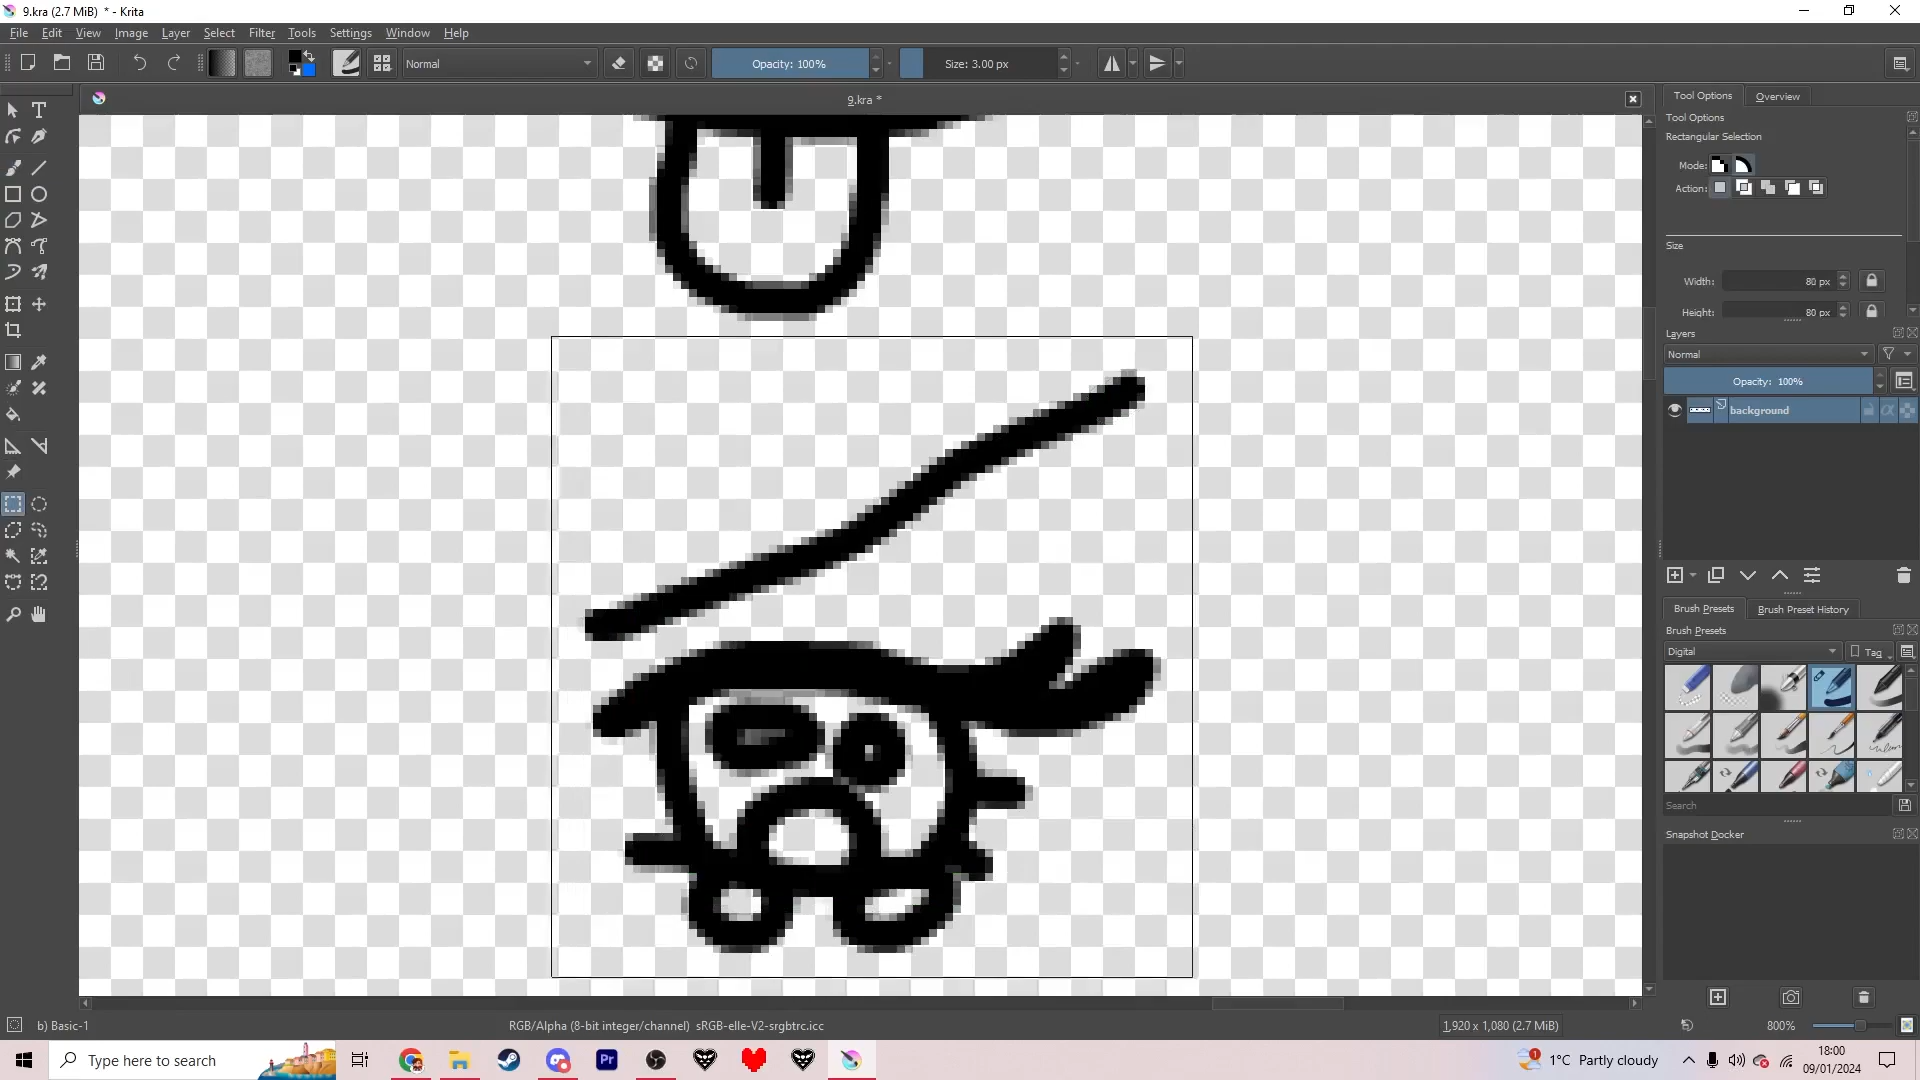 9.kra (2.7 MiB) * - Krita
File Edit View Image Layer Select Filter Tools Settings Window Help
Normal Opacity: 100% Size: 3.00 px
9.kra *
Tool Options Overview
Tool Options
Rectangular Selection
Mode:
Action:
Size
Width: 80 px
Height: 80 px
Layers
Normal
Opacity: 100%
background
Brush Presets Brush Preset History
Brush Presets
Digital Tag
Search
Snapshot Docker
b) Basic-1 RGB/Alpha (8-bit integer/channel) sRGB-elle-V2-srgbtrc.icc 1,920 x 1,080 (2.7 MiB) 800%
Type here to search Pr 1 1°C Partly cloudy 18:00
09/01/2024